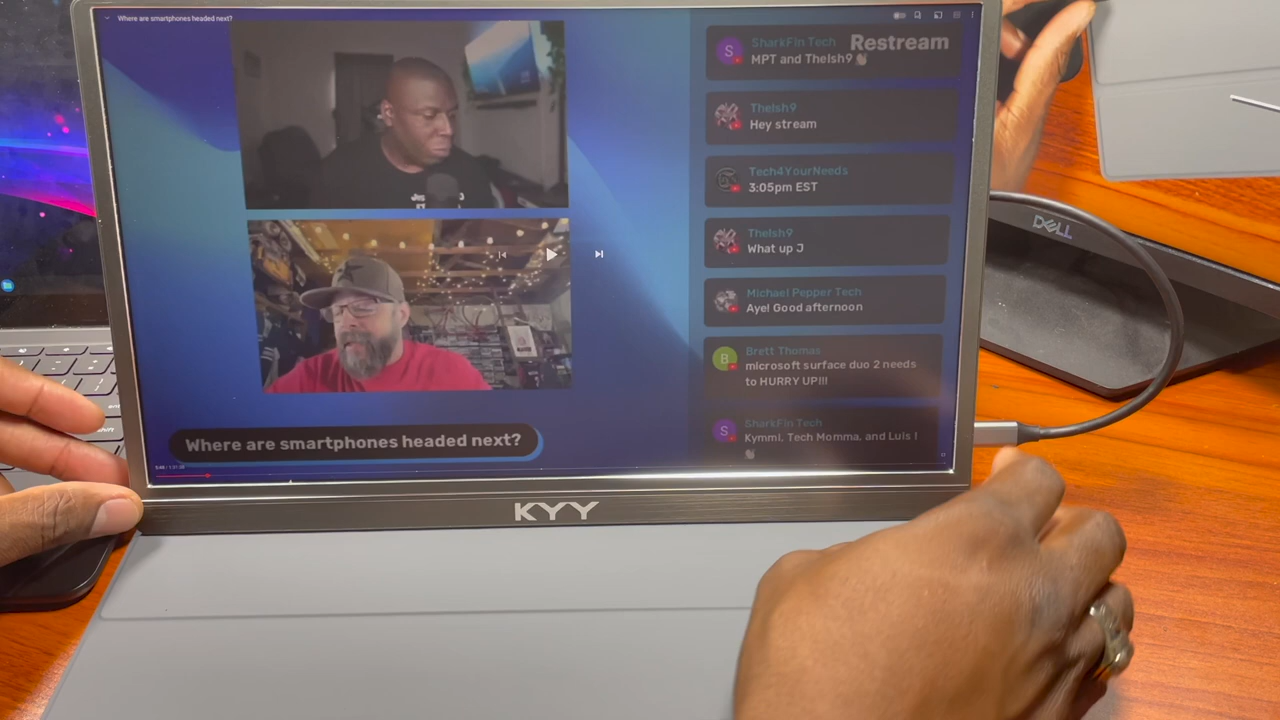 Where are smartphones headed next?
Restream
SharkFin Tech
MPT and TheIsh9 👋
TheIsh9
Hey stream
Tech4YourNeeds
3:05pm EST
TheIsh9
What up J
Michael Pepper Tech
Aye! Good afternoon
B
Brett Thomas
microsoft surface duo 2 needs
to HURRY UP!!!
S
SharkFin Tech
Kymmi, Tech Momma, and Luis !
👋
S
Where are smartphones headed next?
KYY
DELL